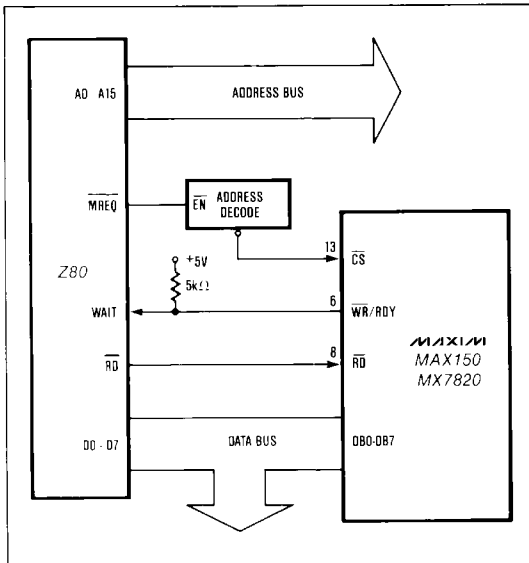 A0 A15
ADDRESS BUS
MREQ
EN
ADDRESS
DECODE
13
CS
+5V
Z80
5kΩ
6
WAIT
WR/RDY
MAXIM
MAX150
MX7820
8
RD
RD
D0 - D7
DATA BUS
DB0-DB7